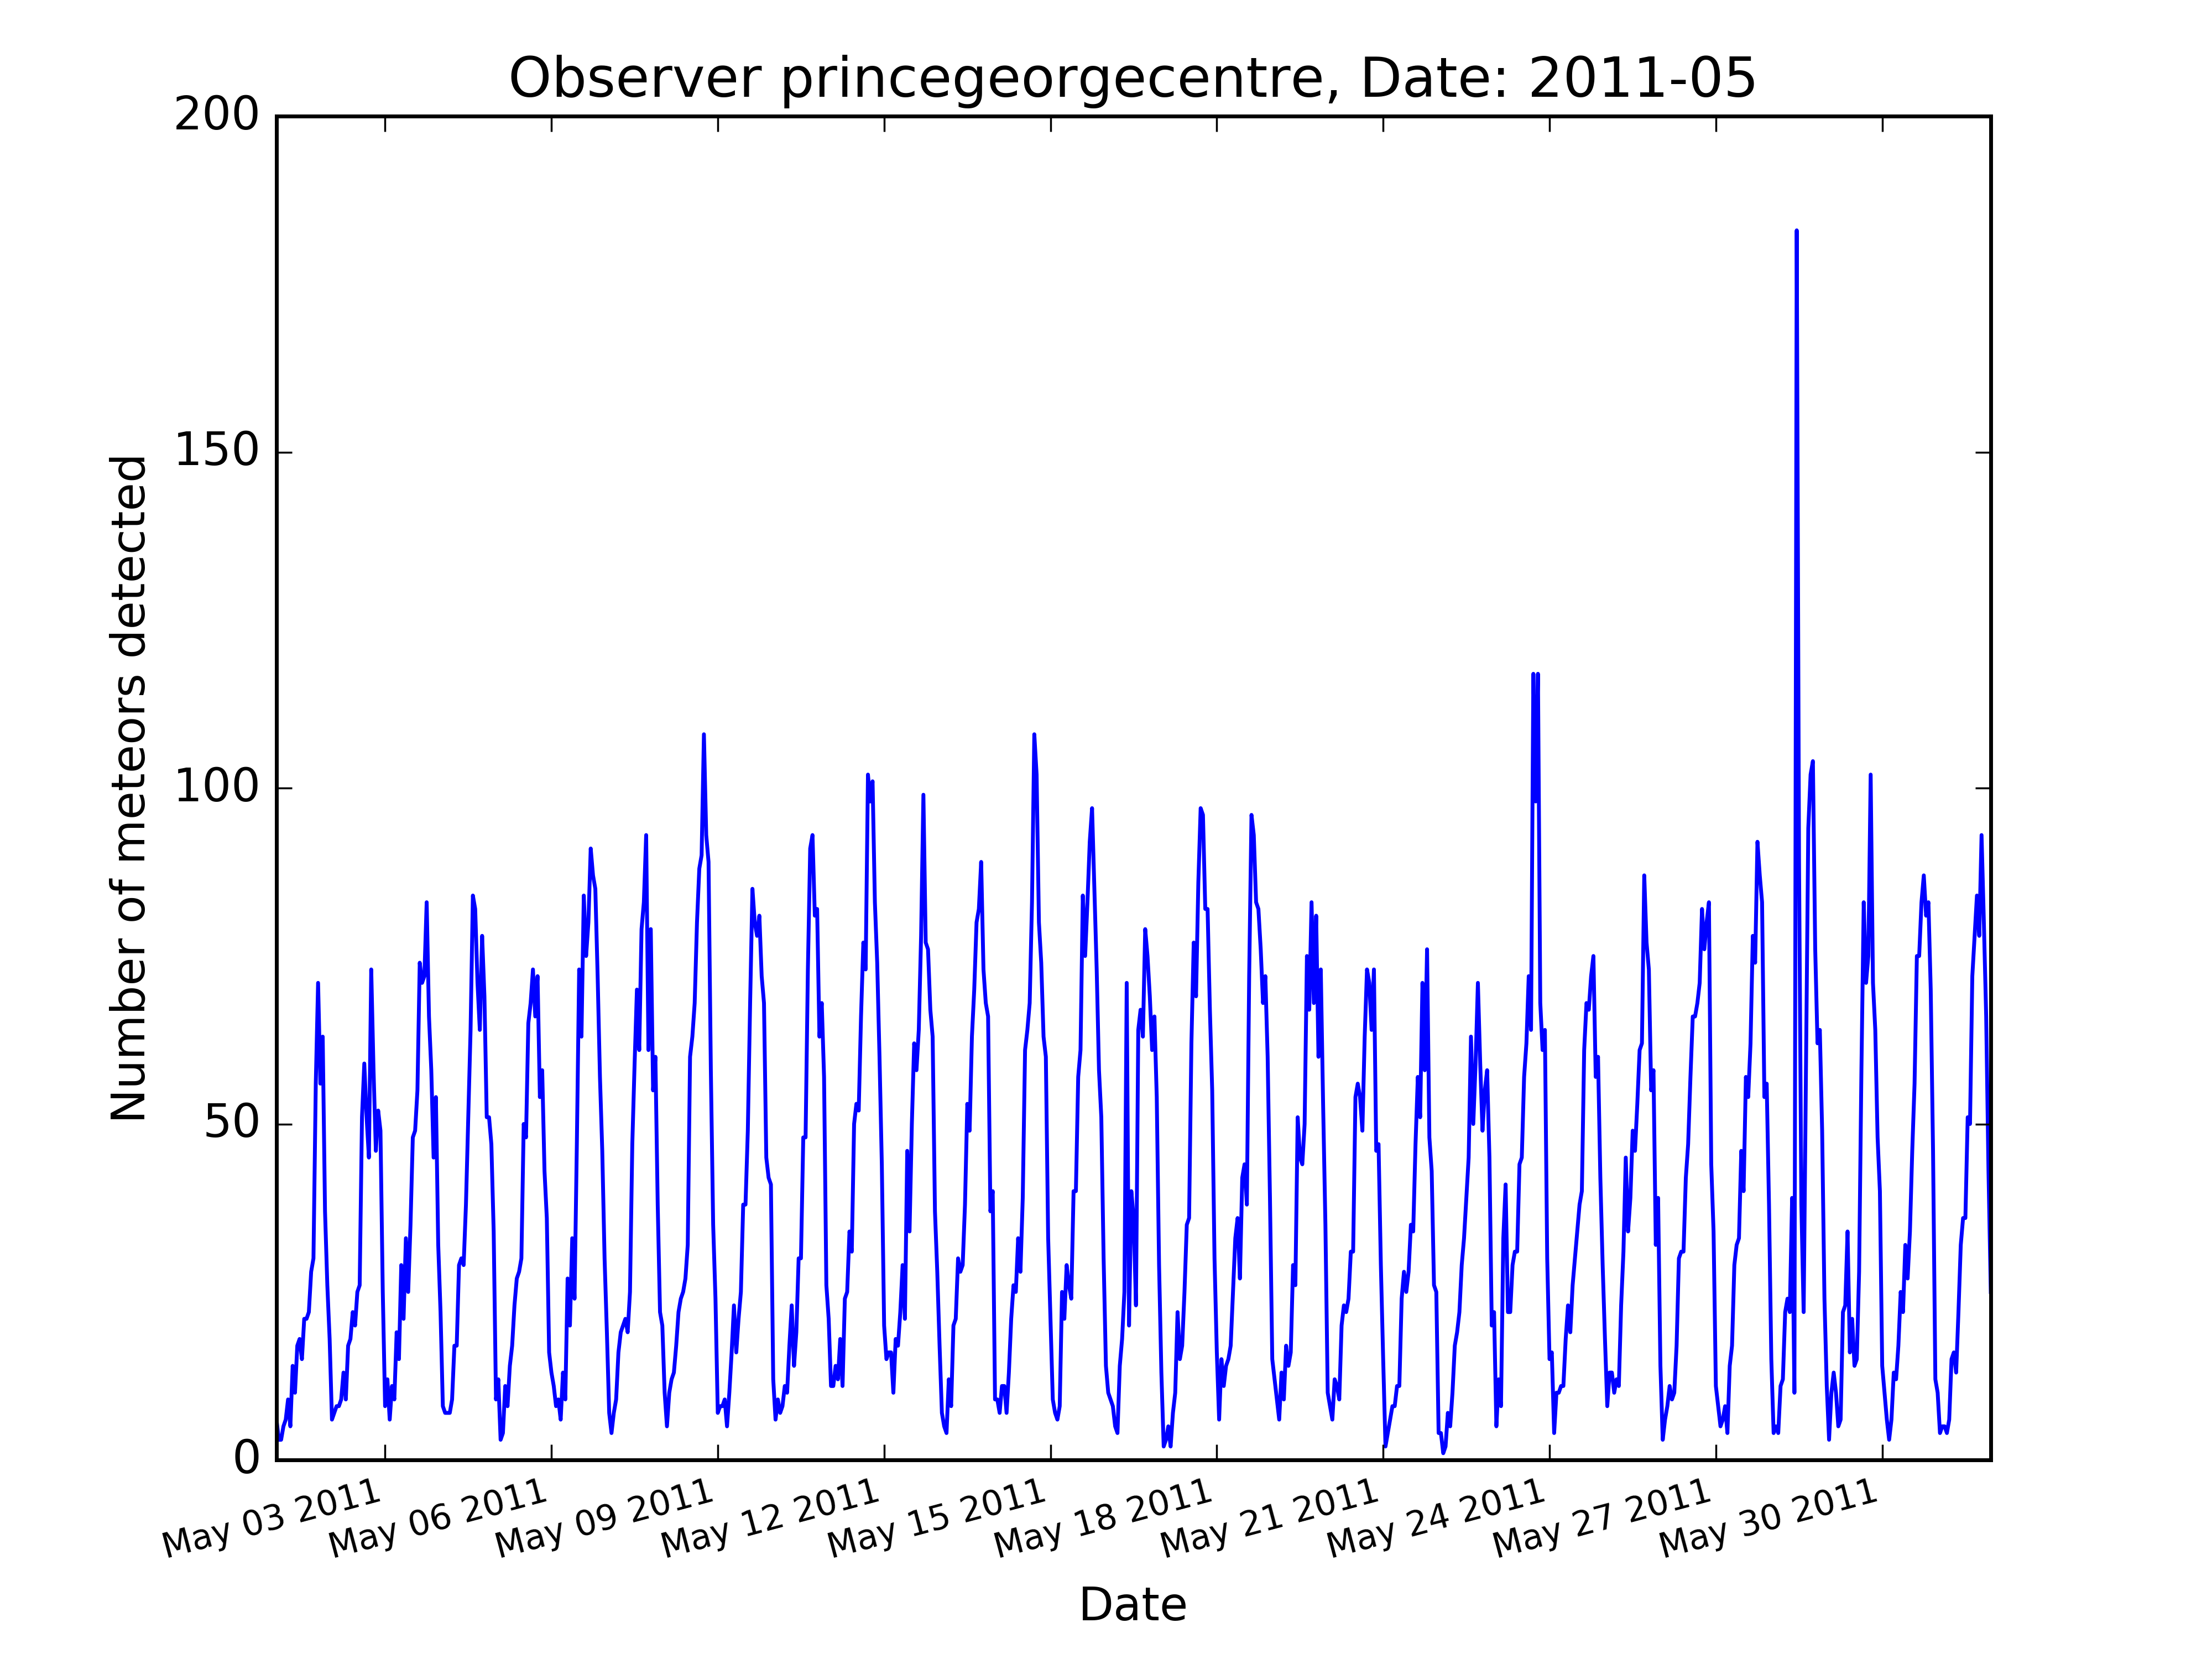 Observer princegeorgecentre, Date: 2011-05
200
150
100
50
0
Number of meteors detected
May 03 2011
May 06 2011
May 09 2011
May 12 2011
May 15 2011
May 18 2011
May 21 2011
May 24 2011
May 27 2011
May 30 2011
Date